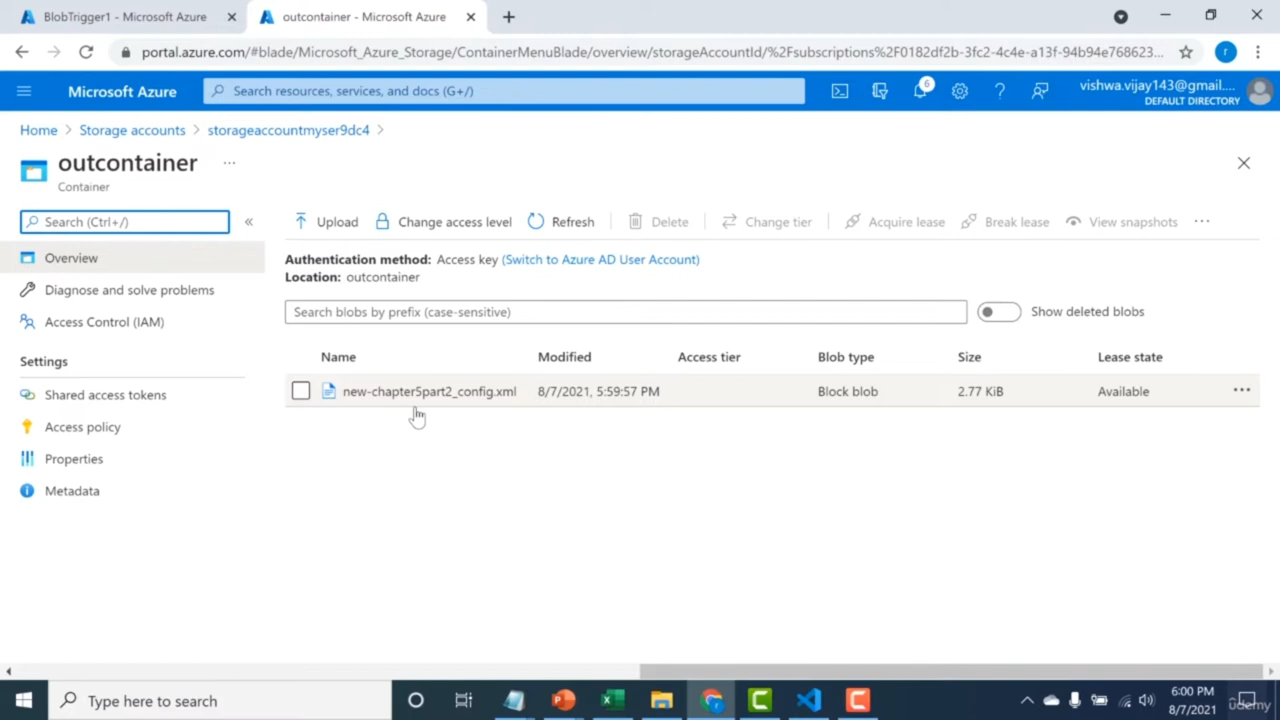 BlobTrigger1 - Microsoft Azure
outcontainer - Microsoft Azure
portal.azure.com/#blade/Microsoft_Azure_Storage/ContainerMenuBlade/overview/storageAccountId/%2Fsubscriptions%2F0182df2b-3fc2-4c4e-a13f-94b94e768623...
r
Microsoft Azure
Search resources, services, and docs (G+/)
6
vishwa.vijay143@gmail....
DEFAULT DIRECTORY
Home > Storage accounts > storageaccountmyser9dc4 >
outcontainer ...
Container
Search (Ctrl+/)
«
Upload Change access level Refresh Delete Change tier Acquire lease Break lease View snapshots ...
Overview
Diagnose and solve problems
Access Control (IAM)
Settings
Shared access tokens
Access policy
Properties
Metadata
Authentication method: Access key (Switch to Azure AD User Account)
Location: outcontainer
Search blobs by prefix (case-sensitive)
Show deleted blobs
Name Modified Access tier Blob type Size Lease state
new-chapter5part2_config.xml 8/7/2021, 5:59:57 PM Block blob 2.77 KiB Available ...
Type here to search
6:00 PM
8/7/2021
udemy